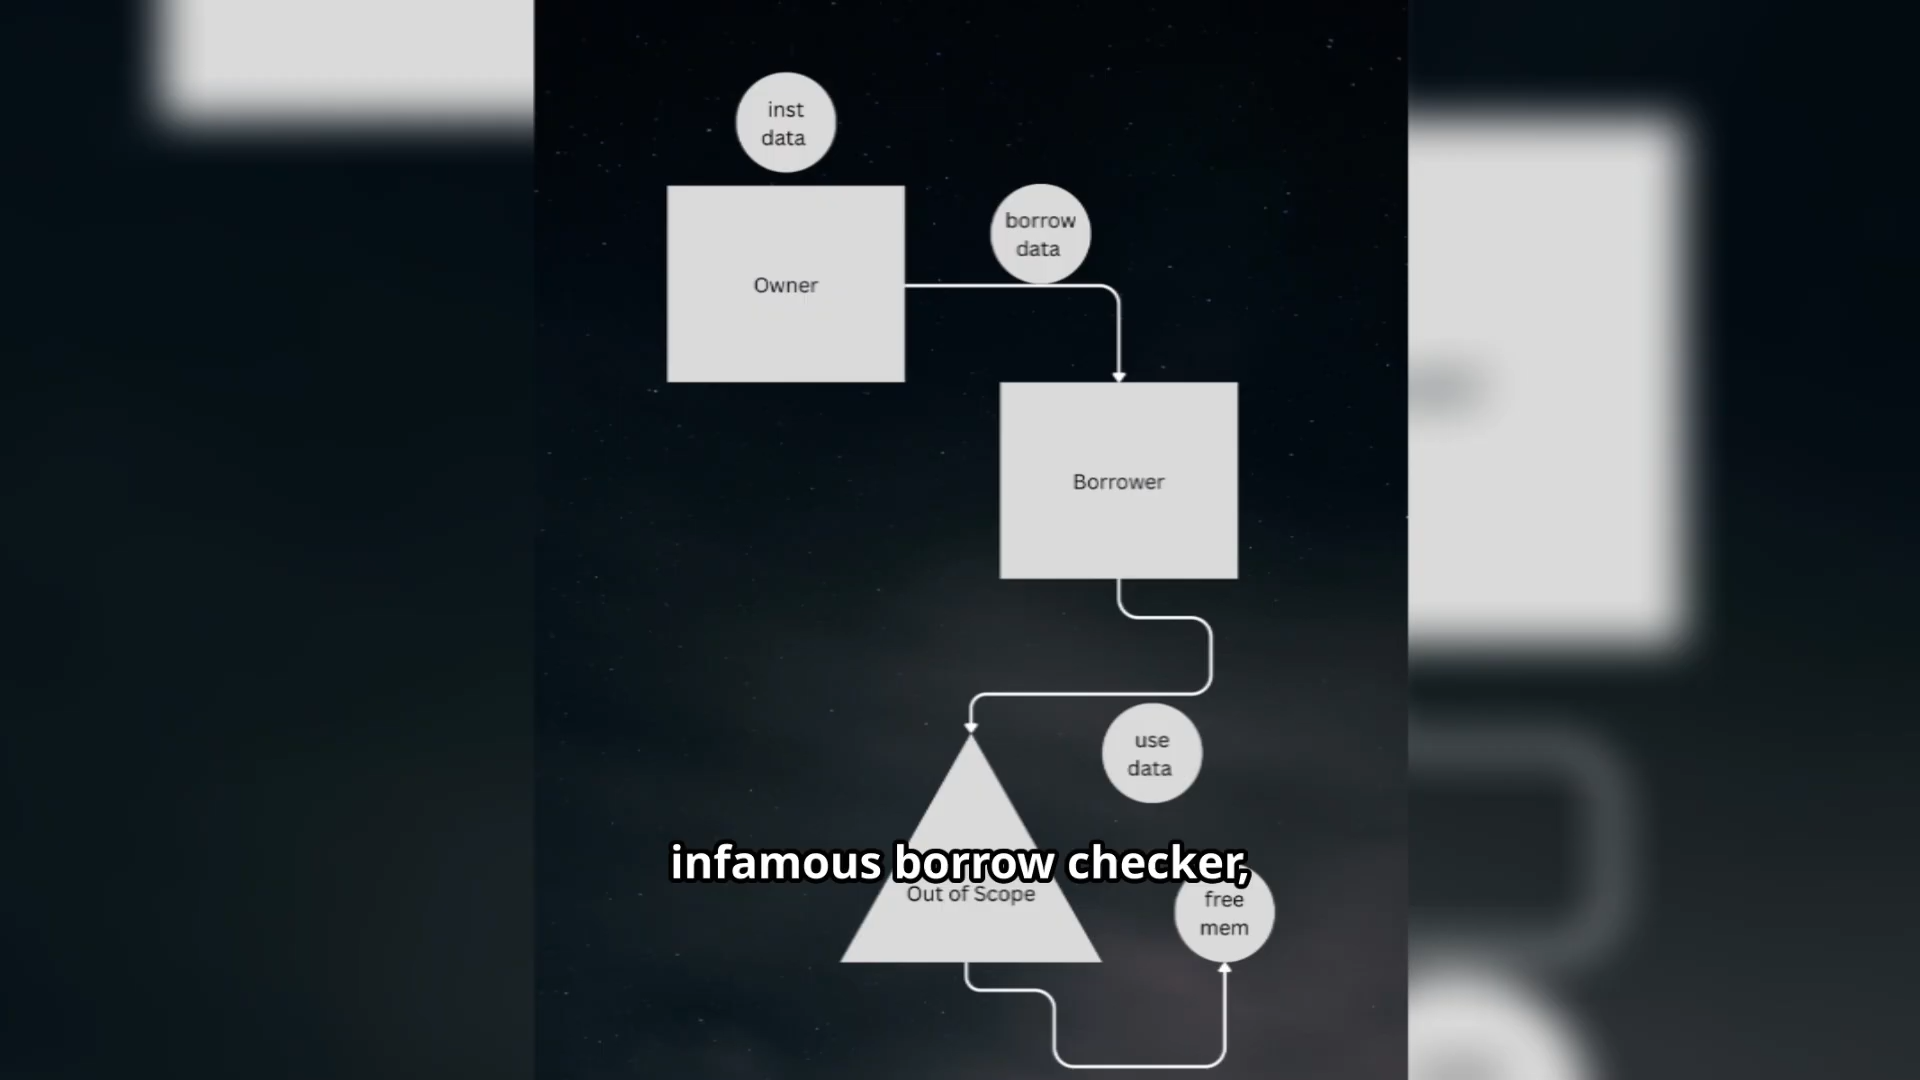 inst
data
borrow
data
Owner
Borrower
use
data
infamous borrow checker,
Out of Scope
free
mem